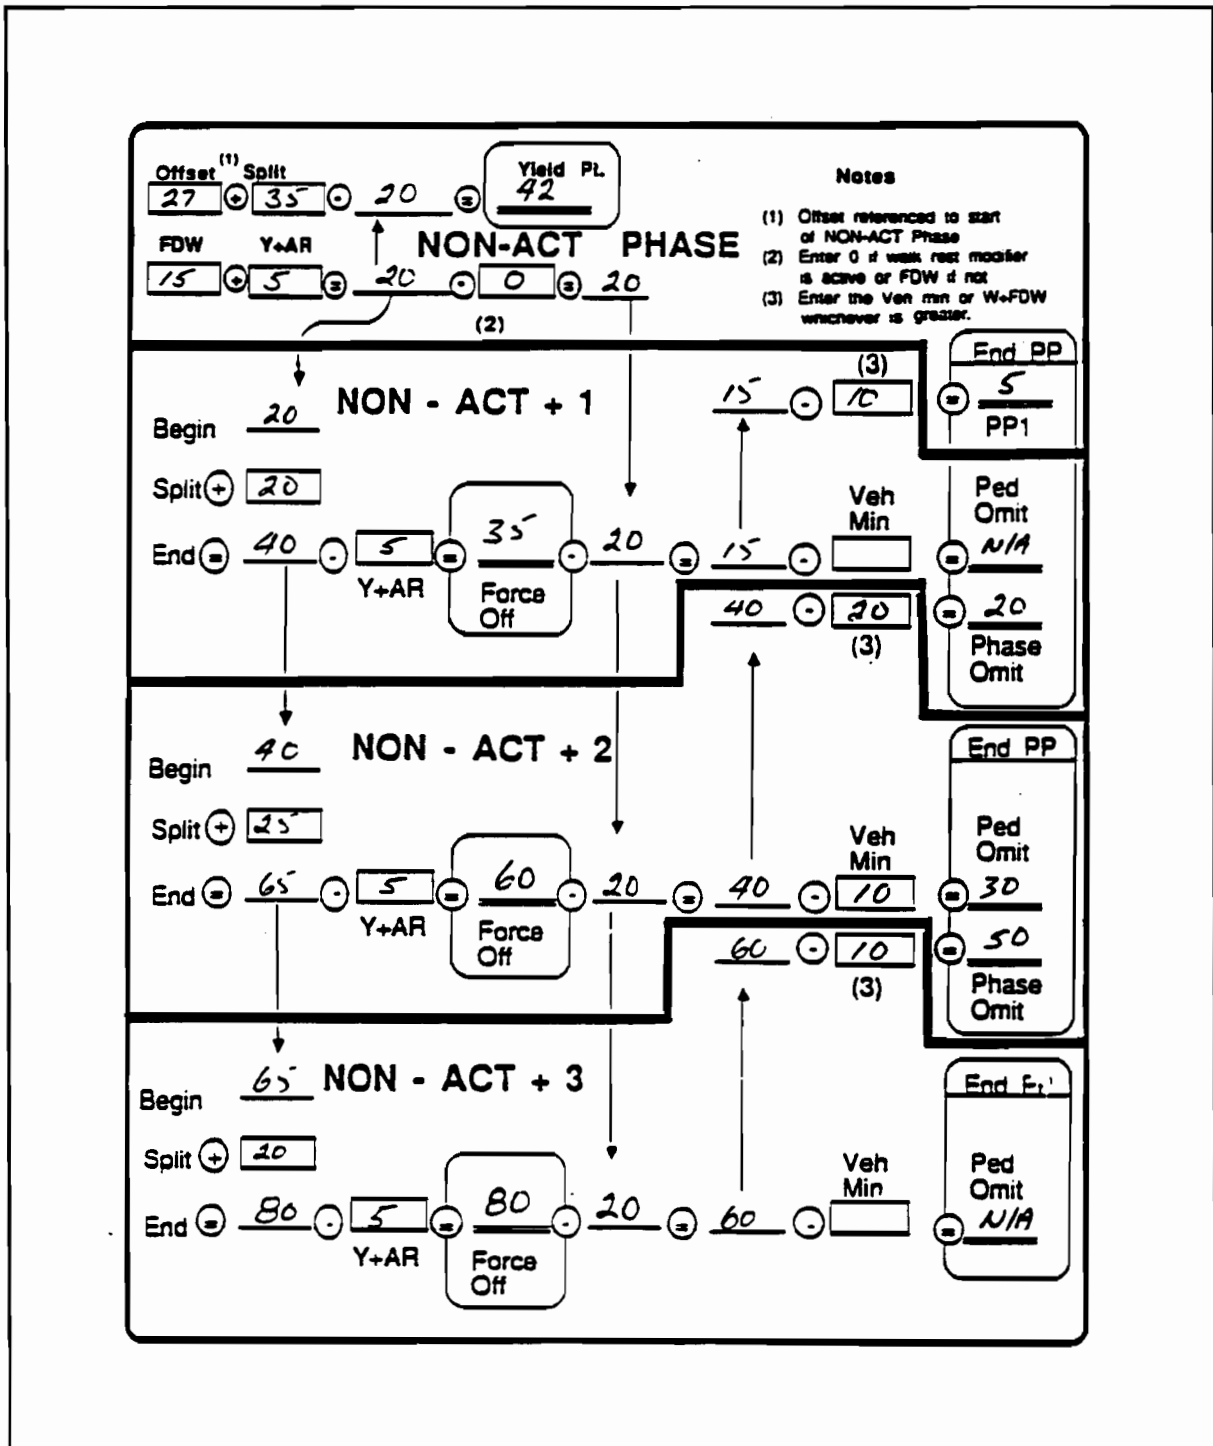 Offset (1) Split
27 + 35 - 20 = Yield Pt. 42
Notes
(1) Offset referenced to start
of NON-ACT Phase
(2) Enter 0 if walk rest modifier
is active or FDW if not
(3) Enter the Veh min or W+FDW
whichever is greater.
NON-ACT PHASE
FDW Y+AR
15 + 5 = 20 - 0 = 20
(2)
NON - ACT + 1
(3)
End PP
15 - 10 = 5
PP1
Begin 20
Split + 20
Veh
Min
Ped
Omit
End = 40 - 5 = 35 - 20 = 15 - = N/A
Y+AR
Force
Off
40 - 20 = 20
(3)
Phase
Omit
NON - ACT + 2
End PP
Begin 40
Split + 25
Veh
Min
Ped
Omit
End = 65 - 5 = 60 - 20 = 40 - 10 = 30
Y+AR
Force
Off
60 - 10 = 50
(3)
Phase
Omit
NON - ACT + 3
End
Begin 65
Split + 20
Veh
Min
Ped
Omit
End = 80 - 5 = 80 - 20 = 60 - = N/A
Y+AR
Force
Off